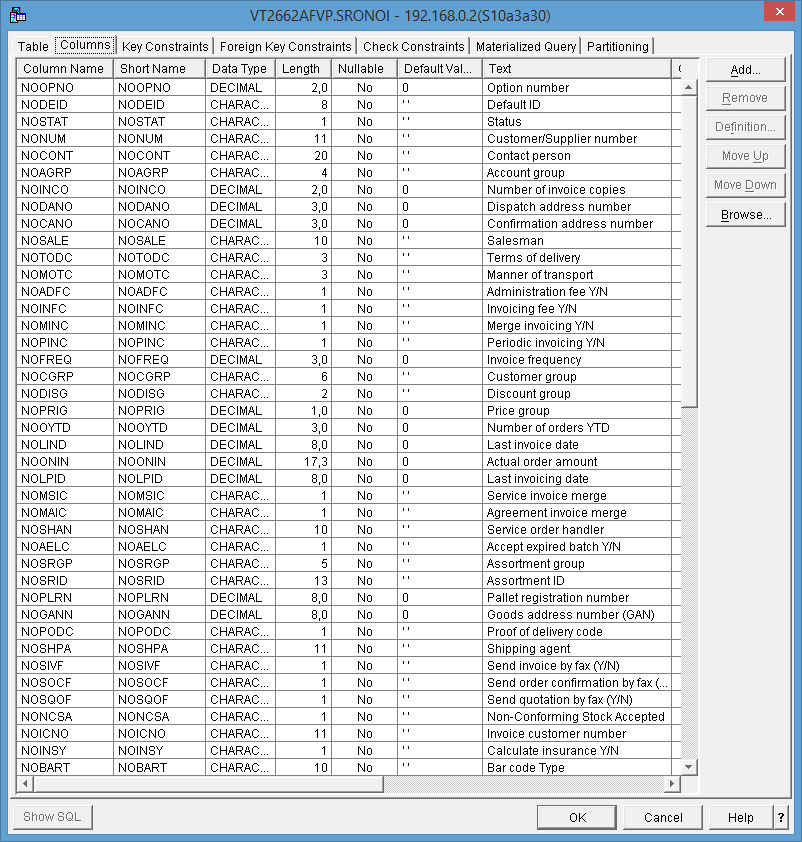 VT2662AFVP.SRONOI - 192.168.0.2(S10a3a30)
Table Columns Key Constraints Foreign Key Constraints Check Constraints Materialized Query Partitioning
Column Name Short Name Data Type Length Nullable Default Val... Text
NOOPNO NOOPNO DECIMAL 2,0 No 0 Option number
NODEID NODEID CHARAC... 8 No ' ' Default ID
NOSTAT NOSTAT CHARAC... 1 No ' ' Status
NONUM NONUM CHARAC... 11 No ' ' Customer/Supplier number
NOCONT NOCONT CHARAC... 20 No ' ' Contact person
NOAGRP NOAGRP CHARAC... 4 No ' ' Account group
NOINCO NOINCO DECIMAL 2,0 No 0 Number of invoice copies
NODANO NODANO DECIMAL 3,0 No 0 Dispatch address number
NOCANO NOCANO DECIMAL 3,0 No 0 Confirmation address number
NOSALE NOSALE CHARAC... 10 No ' ' Salesman
NOTODC NOTODC CHARAC... 3 No ' ' Terms of delivery
NOMOTC NOMOTC CHARAC... 3 No ' ' Manner of transport
NOADFC NOADFC CHARAC... 1 No ' ' Administration fee Y/N
NOINFC NOINFC CHARAC... 1 No ' ' Invoicing fee Y/N
NOMINC NOMINC CHARAC... 1 No ' ' Merge invoicing Y/N
NOPINC NOPINC CHARAC... 1 No ' ' Periodic invoicing Y/N
NOFREQ NOFREQ DECIMAL 3,0 No 0 Invoice frequency
NOCGRP NOCGRP CHARAC... 6 No ' ' Customer group
NODISG NODISG CHARAC... 2 No ' ' Discount group
NOPRIG NOPRIG DECIMAL 1,0 No 0 Price group
NOOYTD NOOYTD DECIMAL 3,0 No 0 Number of orders YTD
NOLIND NOLIND DECIMAL 8,0 No 0 Last invoice date
NOONIN NOONIN DECIMAL 17,3 No 0 Actual order amount
NOLPID NOLPID DECIMAL 8,0 No 0 Last invoicing date
NOMSIC NOMSIC CHARAC... 1 No ' ' Service invoice merge
NOMAIC NOMAIC CHARAC... 1 No ' ' Agreement invoice merge
NOSHAN NOSHAN CHARAC... 10 No ' ' Service order handler
NOAELC NOAELC CHARAC... 1 No ' ' Accept expired batch Y/N
NOSRGP NOSRGP CHARAC... 5 No ' ' Assortment group
NOSRID NOSRID CHARAC... 13 No ' ' Assortment ID
NOPLRN NOPLRN DECIMAL 8,0 No 0 Pallet registration number
NOGANN NOGANN DECIMAL 8,0 No 0 Goods address number (GAN)
NOPODC NOPODC CHARAC... 1 No ' ' Proof of delivery code
NOSHPA NOSHPA CHARAC... 11 No ' ' Shipping agent
NOSIVF NOSIVF CHARAC... 1 No ' ' Send invoice by fax (Y/N)
NOSOCF NOSOCF CHARAC... 1 No ' ' Send order confirmation by fax (...
NOSQOF NOSQOF CHARAC... 1 No ' ' Send quotation by fax (Y/N)
NONCSA NONCSA CHARAC... 1 No ' ' Non-Conforming Stock Accepted
NOICNO NOICNO CHARAC... 11 No ' ' Invoice customer number
NOINSY NOINSY CHARAC... 1 No ' ' Calculate insurance Y/N
NOBART NOBART CHARAC... 10 No ' ' Bar code Type
Add...
Remove
Definition...
Move Up
Move Down
Browse...
Show SQL OK Cancel Help ?